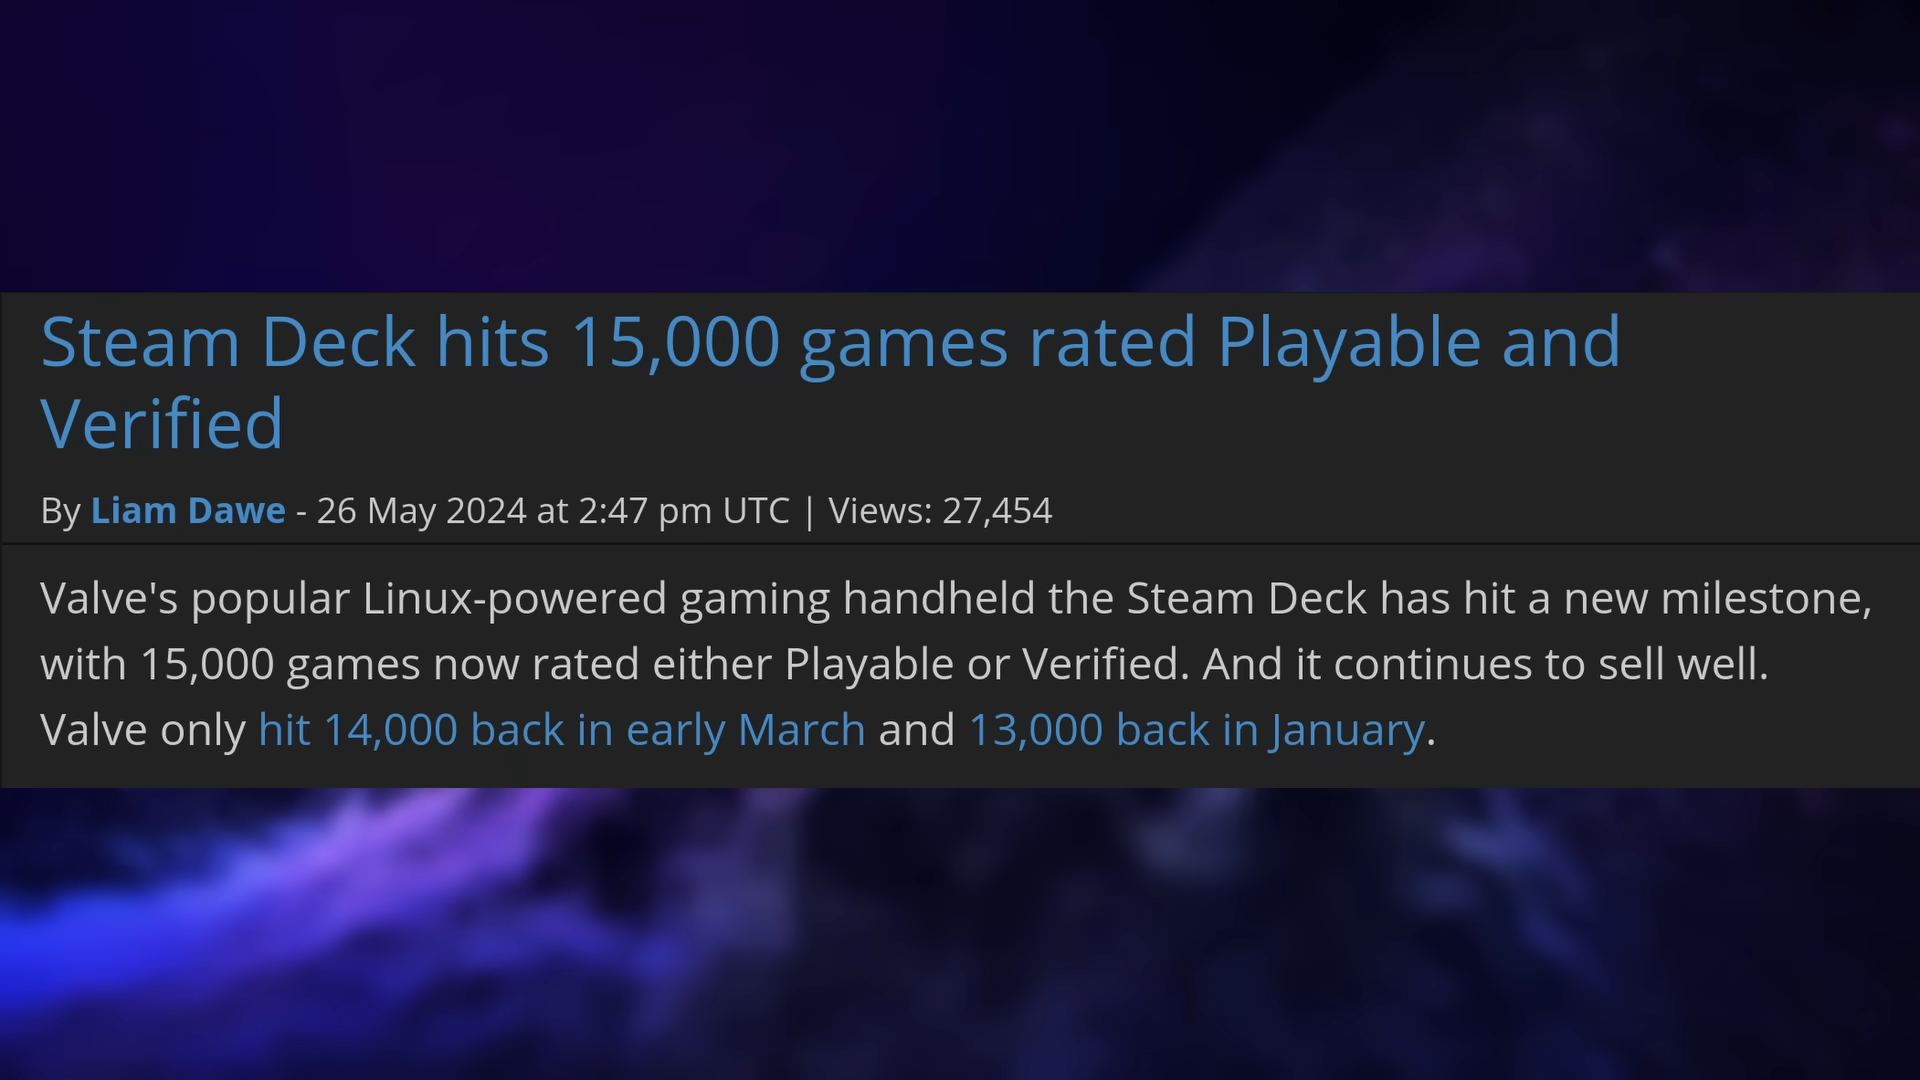 Steam Deck hits 15,000 games rated Playable and
Verified
By Liam Dawe - 26 May 2024 at 2:47 pm UTC | Views: 27,454
Valve's popular Linux-powered gaming handheld the Steam Deck has hit a new milestone,
with 15,000 games now rated either Playable or Verified. And it continues to sell well.
Valve only hit 14,000 back in early March and 13,000 back in January.